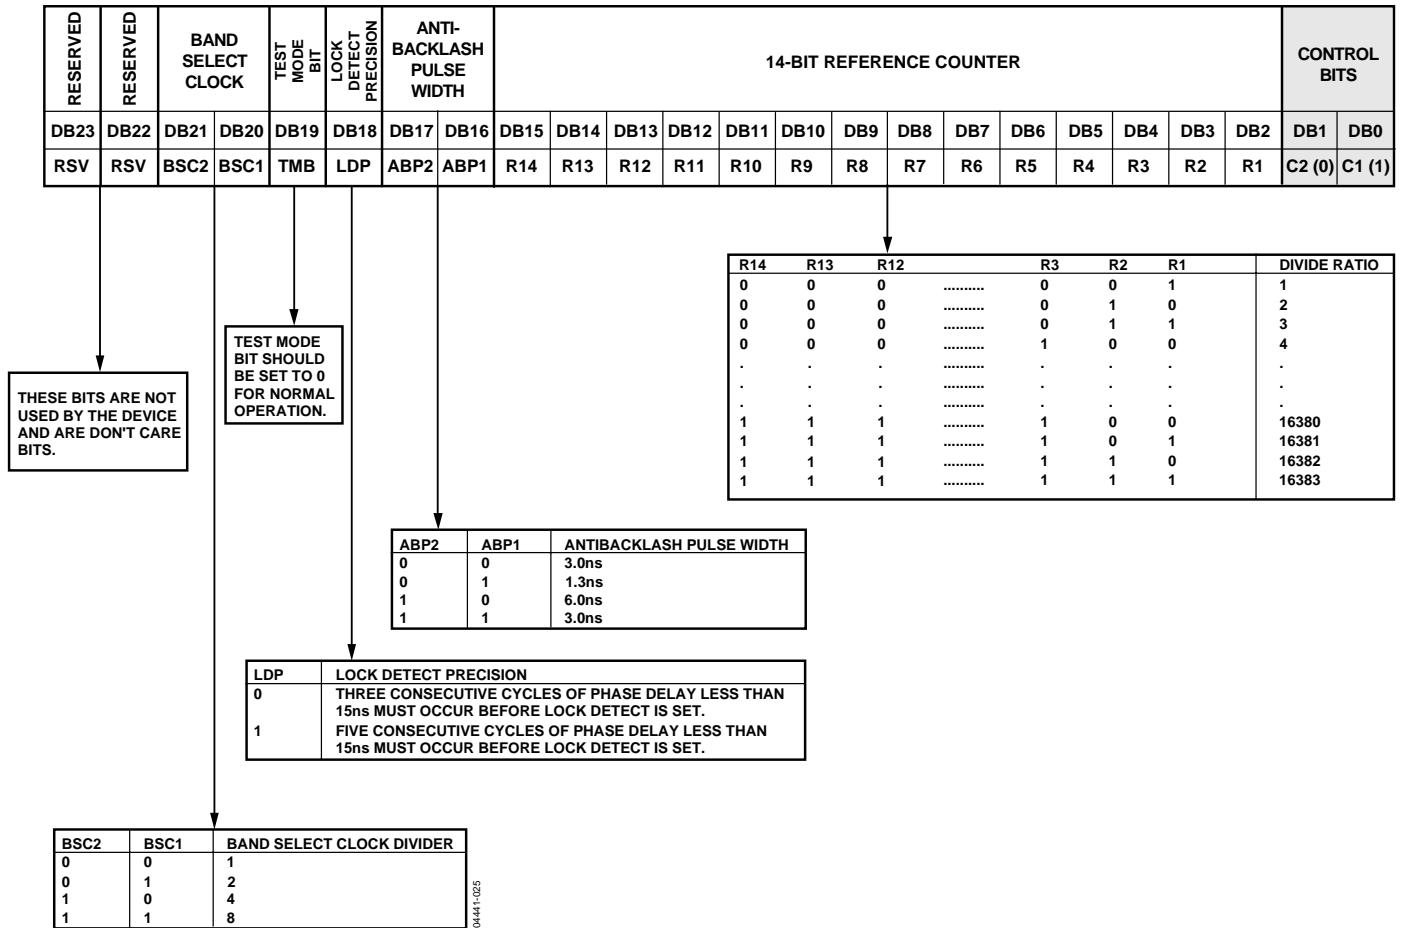 RESERVED
RESERVED
BAND
SELECT
CLOCK
TEST
MODE
BIT
LOCK
DETECT
PRECISION
ANTI-
BACKLASH
PULSE
WIDTH
14-BIT REFERENCE COUNTER
CONTROL
BITS
DB23 DB22 DB21 DB20 DB19 DB18 DB17 DB16 DB15 DB14 DB13 DB12 DB11 DB10 DB9 DB8 DB7 DB6 DB5 DB4 DB3 DB2 DB1 DB0
RSV RSV BSC2 BSC1 TMB LDP ABP2 ABP1 R14 R13 R12 R11 R10 R9 R8 R7 R6 R5 R4 R3 R2 R1 C2 (0) C1 (1)
R14 R13 R12 R3 R2 R1 DIVIDE RATIO
0 0 0 .......... 0 0 1 1
0 0 0 .......... 0 1 0 2
0 0 0 .......... 0 1 1 3
0 0 0 .......... 1 0 0 4
. . . .......... . . . .
. . . .......... . . . .
. . . .......... . . . .
1 1 1 .......... 1 0 0 16380
1 1 1 .......... 1 0 1 16381
1 1 1 .......... 1 1 0 16382
1 1 1 .......... 1 1 1 16383
TEST MODE
BIT SHOULD
BE SET TO 0
FOR NORMAL
OPERATION.
THESE BITS ARE NOT
USED BY THE DEVICE
AND ARE DON'T CARE
BITS.
ABP2 ABP1 ANTIBACKLASH PULSE WIDTH
0 0 3.0ns
0 1 1.3ns
1 0 6.0ns
1 1 3.0ns
LDP LOCK DETECT PRECISION
0 THREE CONSECUTIVE CYCLES OF PHASE DELAY LESS THAN
15ns MUST OCCUR BEFORE LOCK DETECT IS SET.
1 FIVE CONSECUTIVE CYCLES OF PHASE DELAY LESS THAN
15ns MUST OCCUR BEFORE LOCK DETECT IS SET.
BSC2 BSC1 BAND SELECT CLOCK DIVIDER
0 0 1
0 1 2
1 0 4
1 1 8
04441-025